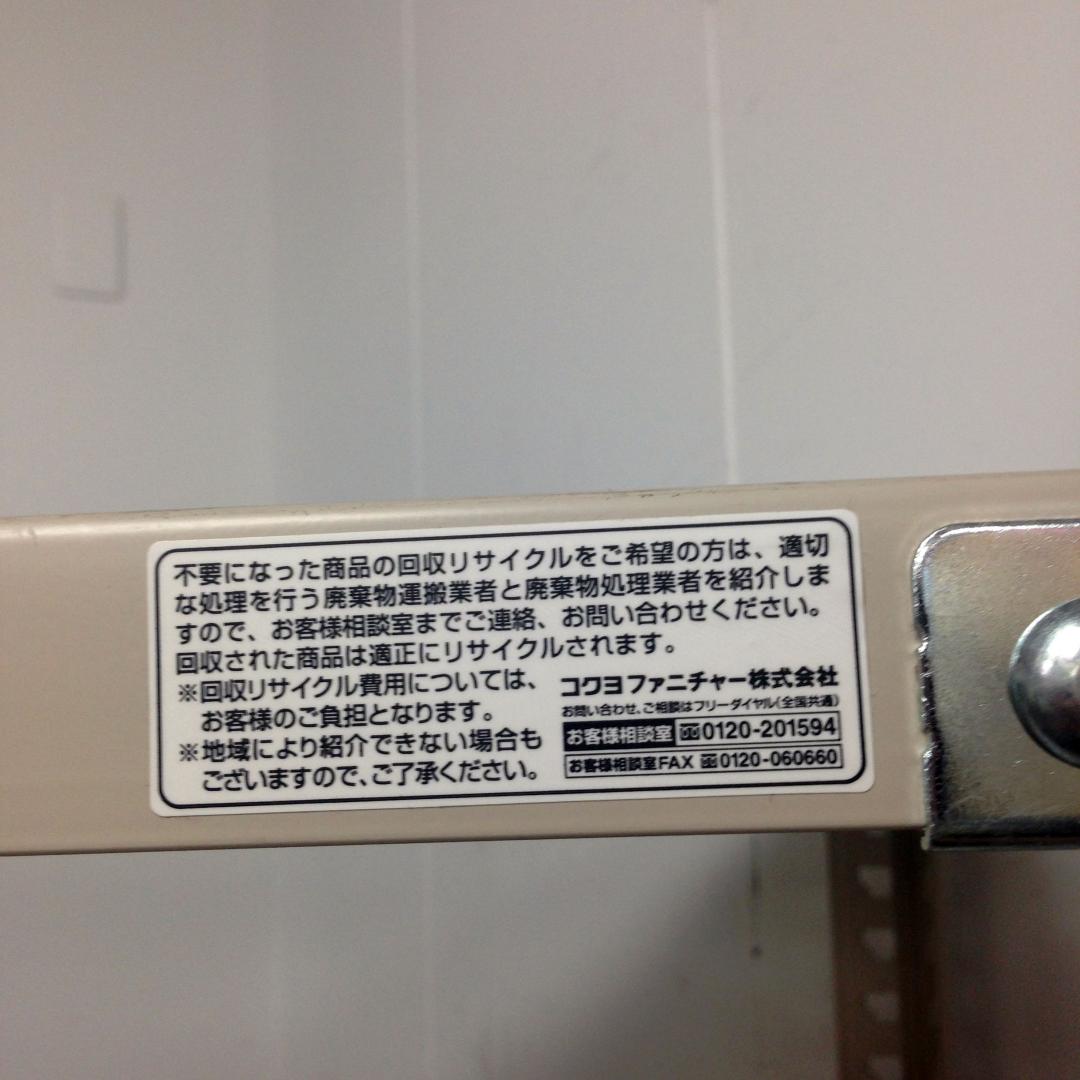 不要になった商品の回収リサイクルをご希望の方は、適切
な処理を行う廃棄物運搬業者と廃棄物処理業者を紹介しま
すので、お客様相談室までご連絡、お問い合わせください。
回収された商品は適正にリサイクルされます。
※回収リサイクル費用については、
お客様のご負担となります。
※地域により紹介できない場合も
ございますので、ご了承ください。
コクヨファニチャー株式会社
お問い合わせ、ご相談はフリーダイヤル(全国共通)
お客様相談室 0120-201594
お客様相談室FAX 0120-060660